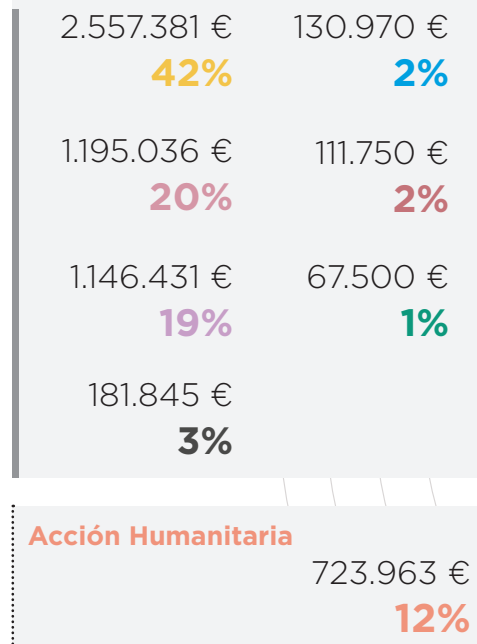 2.557.381 € 130.970 €
42% 2%
1.195.036 € 111.750 €
20% 2%
1.146.431 € 67.500 €
19% 1%
181.845 €
3%
Acción Humanitaria
723.963 €
12%